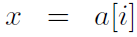 x = a[i]